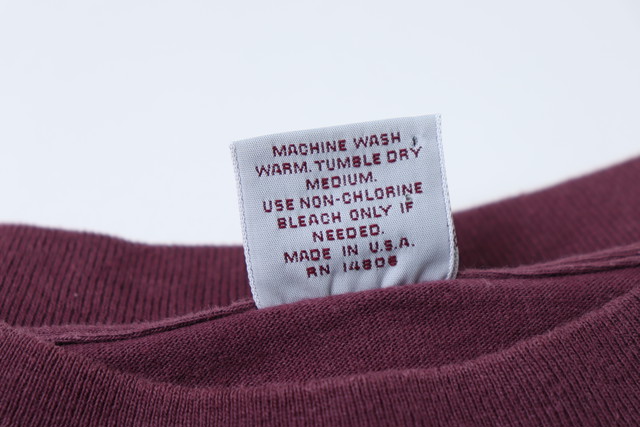 MACHINE WASH
WARM. TUMBLE DRY
MEDIUM.
USE NON-CHLORINE
BLEACH ONLY IF
NEEDED.
MADE IN U.S.A.
RN 14806